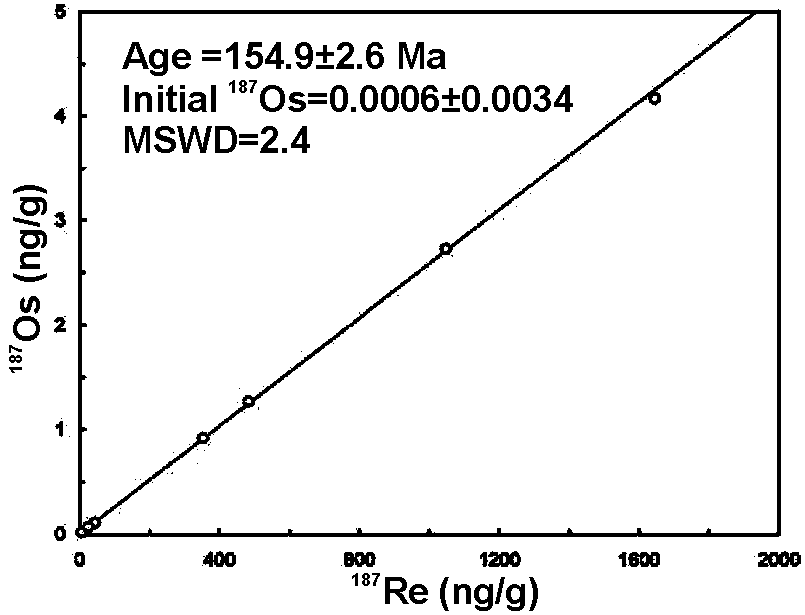 Age =154.9±2.6 Ma
Initial ¹⁸⁷Os=0.0006±0.0034
MSWD=2.4
5
4
3
2
1
0
¹⁸⁷Os (ng/g)
0
400
800
1200
1600
2000
¹⁸⁷Re (ng/g)